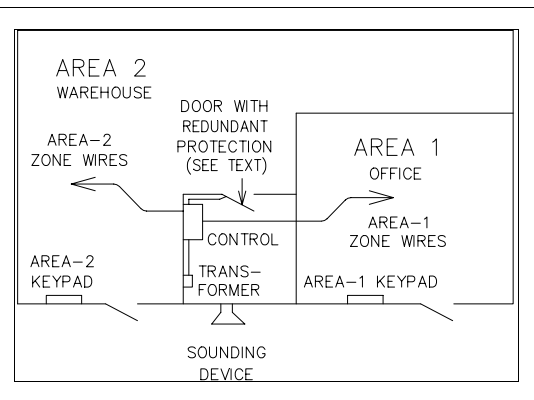 AREA 2
WAREHOUSE
DOOR WITH
REDUNDANT
PROTECTION
(SEE TEXT)
AREA-2
ZONE WIRES
AREA 1
OFFICE
AREA-1
ZONE WIRES
CONTROL
AREA-2
KEYPAD
TRANS-
FORMER
AREA-1 KEYPAD
SOUNDING
DEVICE